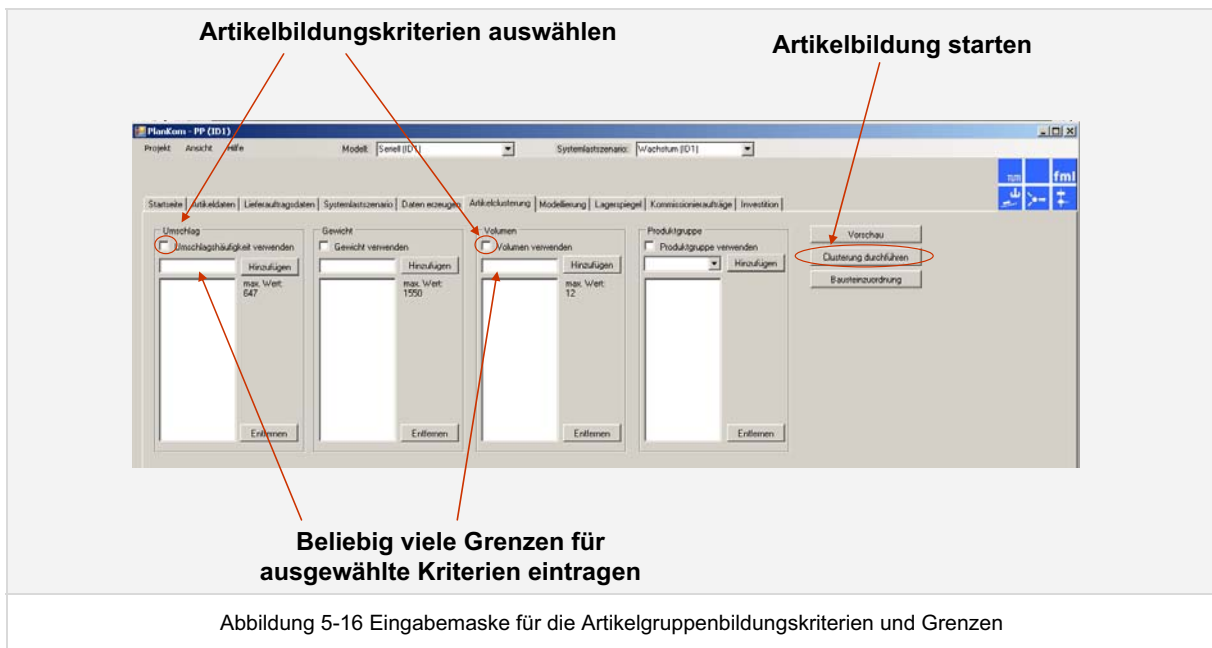 Artikelbildungskriterien auswählen
Artikelbildung starten
PlanKom - PP (ID1)
Projekt Ansicht Hilfe Modell: Seriell (ID1) Systemlastszenario: Wachstum (ID1)
TUM fml
Startseite Artikeldaten Lieferauftragsdaten Systemlastszenario Daten erzeugen Artikelclusterung Modellierung Lagerspiegel Kommissionieraufträge Investition
Umschlag Gewicht Volumen Produktgruppe
Umschlagshäufigkeit verwenden Gewicht verwenden Volumen verwenden Produktgruppe verwenden
Vorschau
Clusterung durchführen
Bausteinzuordnung
Hinzufügen Hinzufügen Hinzufügen Hinzufügen
max. Wert: max. Wert: max. Wert:
647 1550 12
Entfernen Entfernen Entfernen Entfernen
Beliebig viele Grenzen für
ausgewählte Kriterien eintragen
Abbildung 5-16 Eingabemaske für die Artikelgruppenbildungskriterien und Grenzen